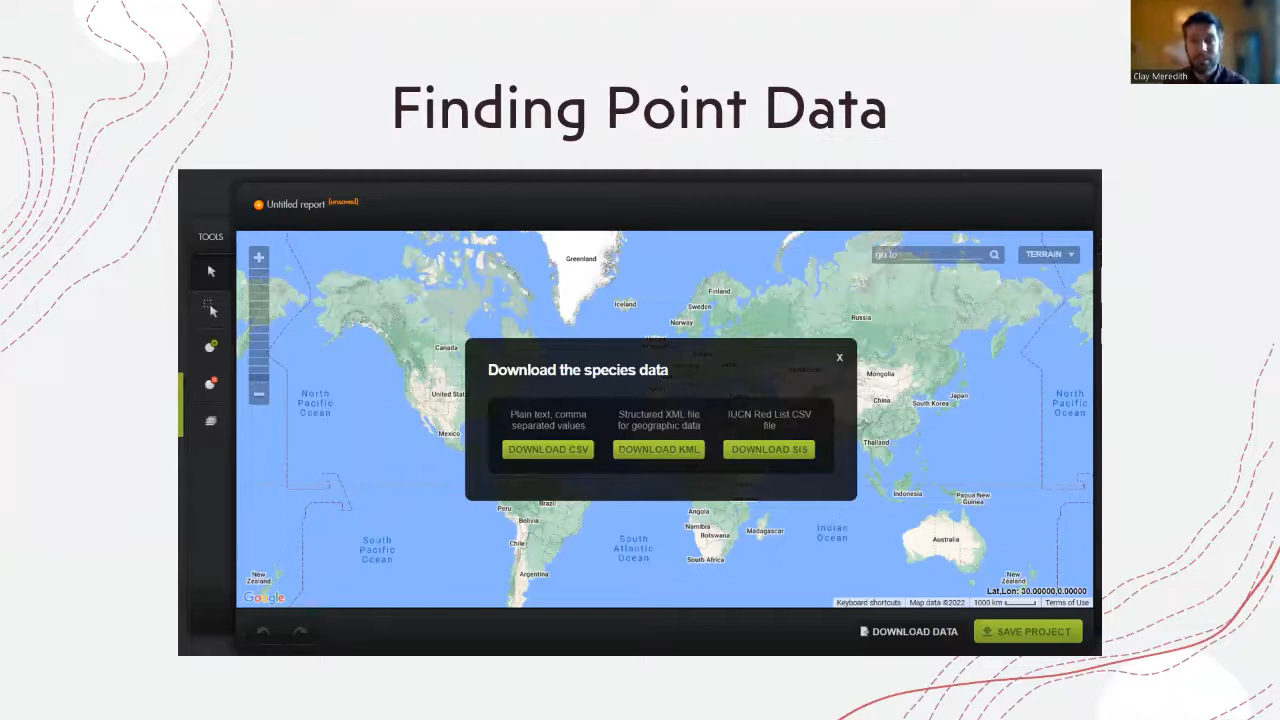 Clay Meredith
Finding Point Data
Untitled report (unsaved)
TOOLS
go to
TERRAIN
Greenland
Iceland
Finland
Sweden
Norway
Russia
Canada
United Stat
Mexico
North
Pacific
Ocean
Mongolia
China
Japan
South Korea
Thailand
North
Pacific
Ocean
Download the species data
X
Plain text, comma
separated values
Structured XML file
for geographic data
IUCN Red List CSV
file
DOWNLOAD CSV
DOWNLOAD KML
DOWNLOAD SIS
Indonesia
Papua New
Guinea
Brazil
Peru
Bolivia
Chile
Argentina
South
Pacific
Ocean
South
Atlantic
Ocean
Angola
Namibia
Botswana
Madagascar
South Africa
Indian
Ocean
Australia
New
Zealand
New
Zealand
Google
Lat,Lon: 30.00000,0.00000
Keyboard shortcuts
Map data ©2022
1000 km
Terms of Use
DOWNLOAD DATA
SAVE PROJECT